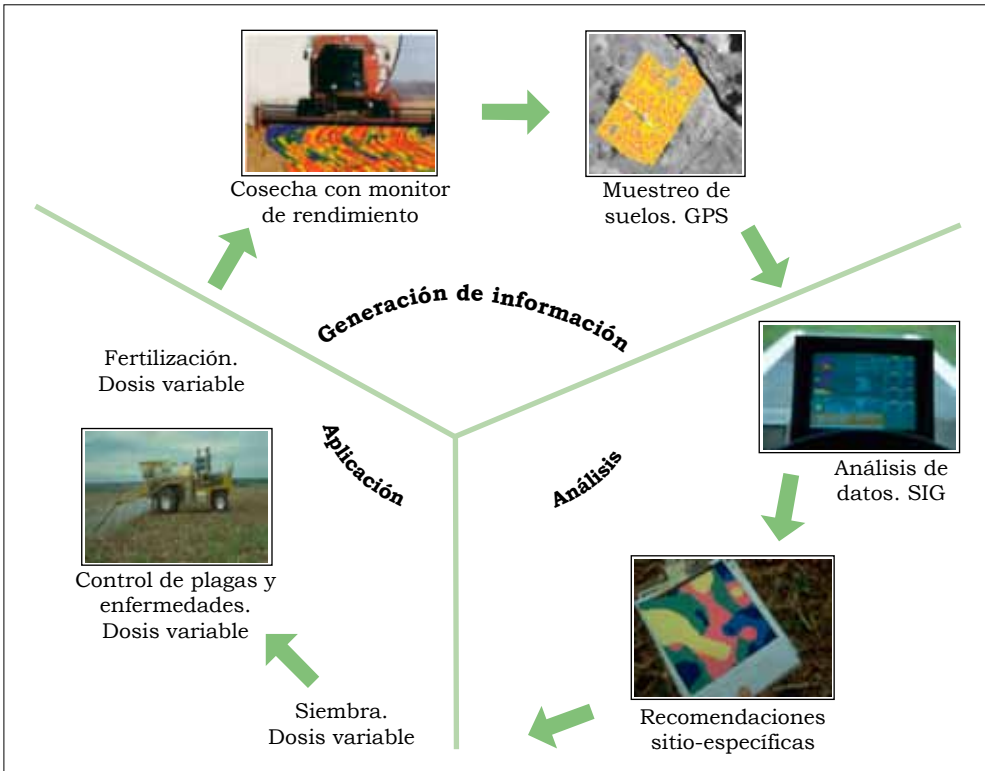 Cosecha con monitor
de rendimiento
Muestreo de
suelos. GPS
Generación de información
Fertilización.
Dosis variable
Aplicación
Análisis
Análisis de
datos. SIG
Control de plagas y
enfermedades.
Dosis variable
Siembra.
Dosis variable
Recomendaciones
sitio-específicas